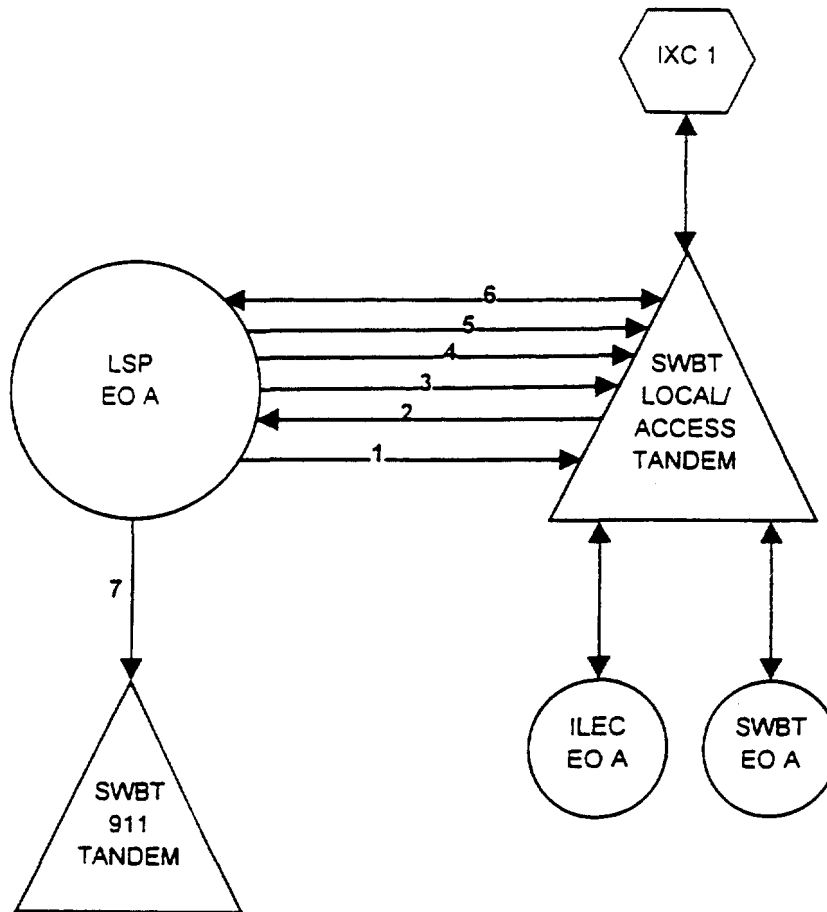 IXC 1
6
5
4
3
2
1
LSP
EO A
SWBT
LOCAL/
ACCESS
TANDEM
7
ILEC
EO A
SWBT
EO A
SWBT
911
TANDEM